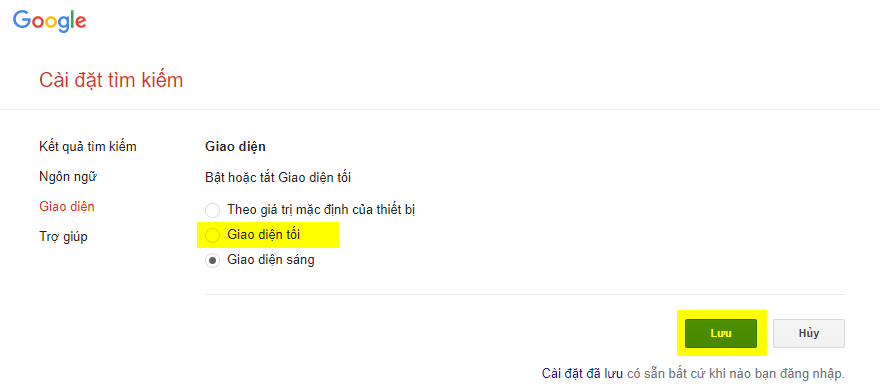 Google
Cài đặt tìm kiếm
Kết quả tìm kiếm
Ngôn ngữ
Giao diện
Trợ giúp
Giao diện
Bật hoặc tắt Giao diện tối
Theo giá trị mặc định của thiết bị
Giao diện tối
Giao diện sáng
Lưu
Hủy
Cài đặt đã lưu có sẵn bất cứ khi nào bạn đăng nhập.